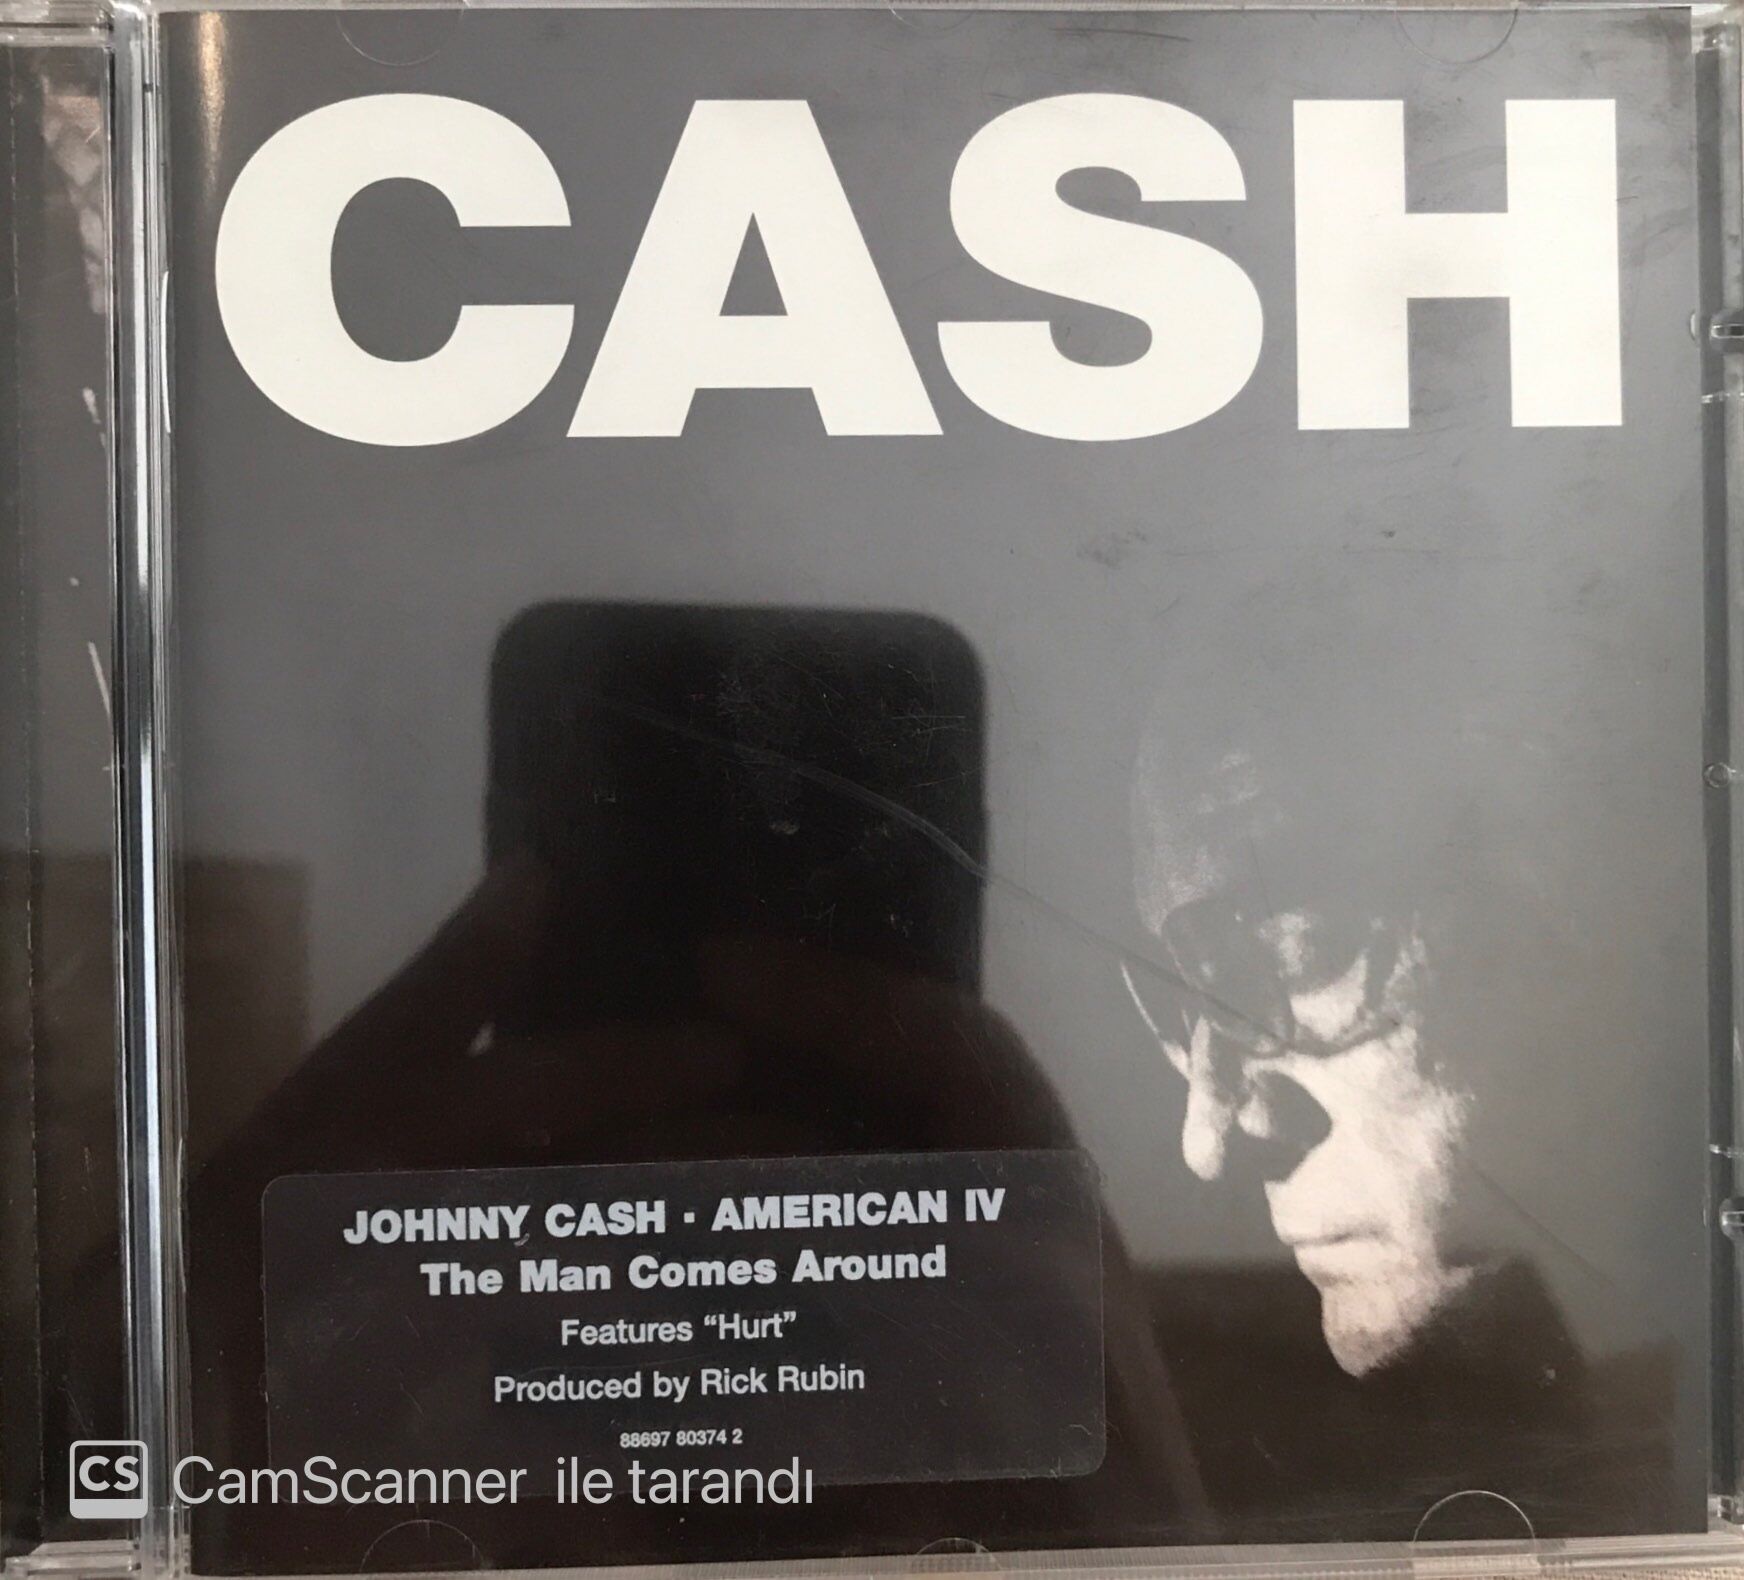 CASH
JOHNNY CASH · AMERICAN IV
The Man Comes Around
Features “Hurt”
Produced by Rick Rubin
88697 80374 2
CS CamScanner ile tarandı